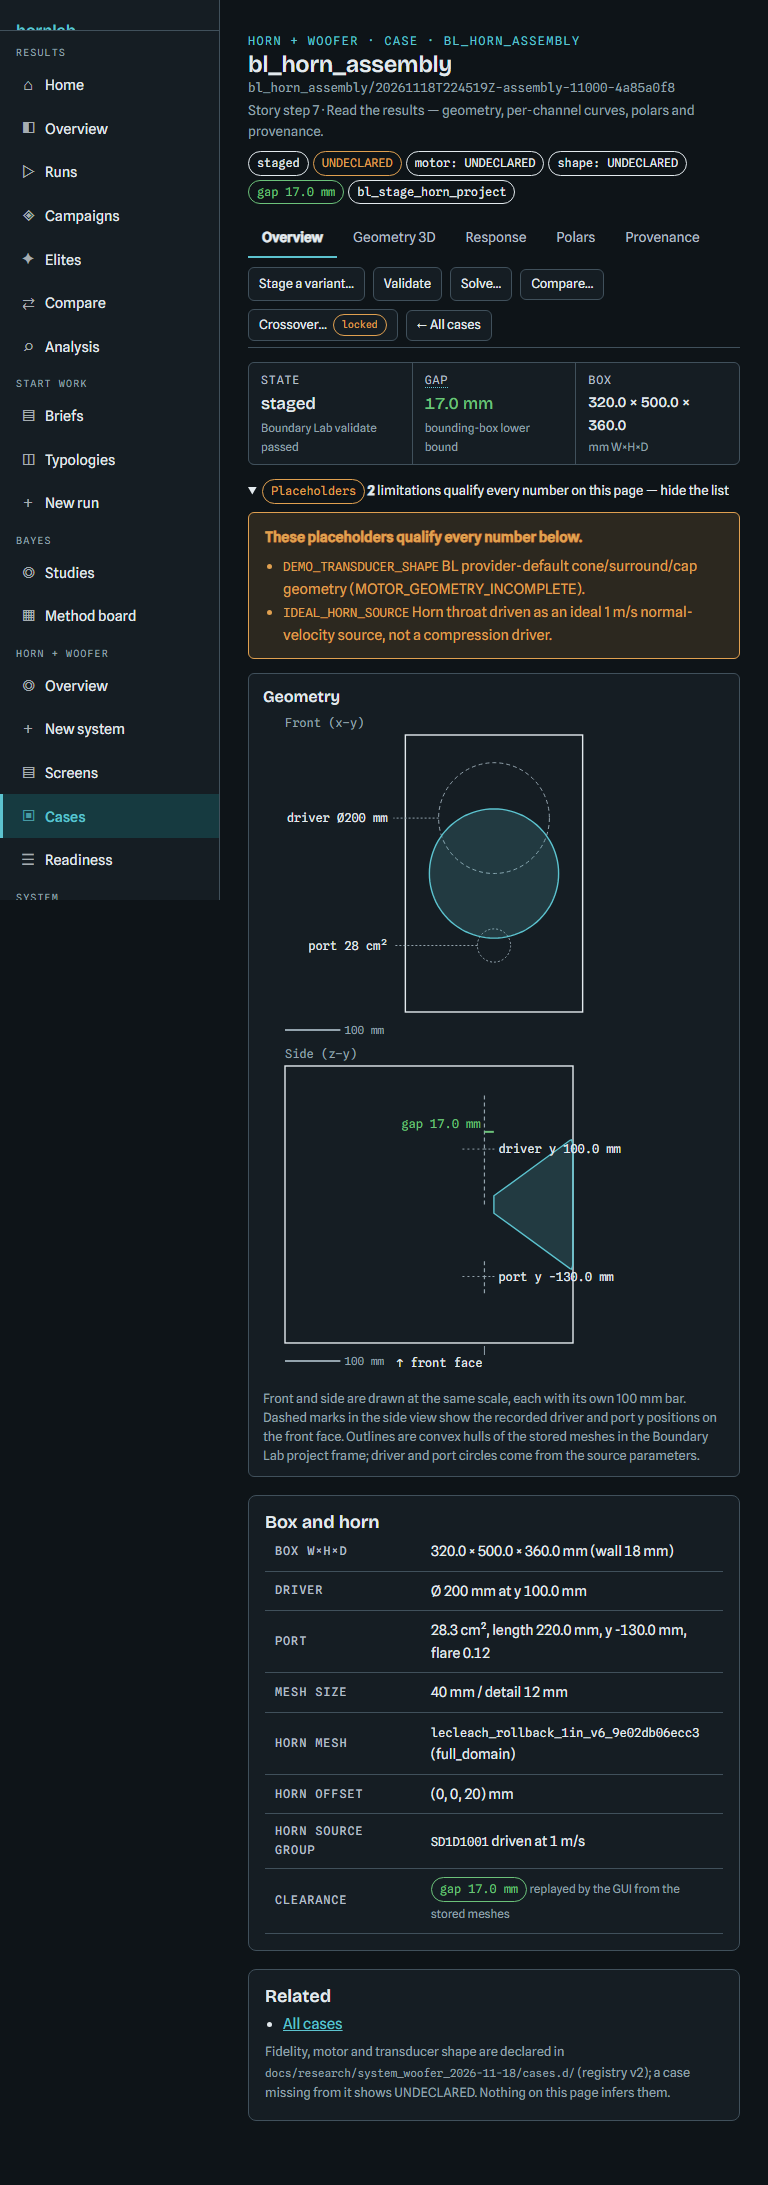 RESULTS
Home
Overview
Runs
Campaigns
Elites
Compare
Analysis
START WORK
Briefs
Typologies
New run
BAYES
Studies
Method board
HORN + WOOFER
Overview
New system
Screens
Cases
Readiness
SYSTEM
HORN + WOOFER · CASE · BL_HORN_ASSEMBLY
bl_horn_assembly
bl_horn_assembly/20261118T224519Z-assembly-11000-4a85a0f8
Story step 7 · Read the results — geometry, per-channel curves, polars and
provenance.
staged UNDECLARED motor: UNDECLARED shape: UNDECLARED
gap 17.0 mm bl_stage_horn_project
Overview Geometry 3D Response Polars Provenance
Stage a variant... Validate Solve... Compare...
Crossover... locked ← All cases
STATE
staged
Boundary Lab validate
passed
GAP
17.0 mm
bounding-box lower
bound
BOX
320.0 × 500.0 ×
360.0
mm W×H×D
▼ Placeholders 2 limitations qualify every number on this page — hide the list
These placeholders qualify every number below.
• DEMO_TRANSDUCER_SHAPE BL provider-default cone/surround/cap
geometry (MOTOR_GEOMETRY_INCOMPLETE).
• IDEAL_HORN_SOURCE Horn throat driven as an ideal 1 m/s normal-
velocity source, not a compression driver.
Geometry
Front (x–y)
driver Ø200 mm
port 28 cm²
100 mm
Side (z–y)
gap 17.0 mm
driver y 100.0 mm
port y -130.0 mm
100 mm ↑ front face
Front and side are drawn at the same scale, each with its own 100 mm bar.
Dashed marks in the side view show the recorded driver and port y positions on
the front face. Outlines are convex hulls of the stored meshes in the Boundary
Lab project frame; driver and port circles come from the source parameters.
Box and horn
BOX W×H×D 320.0 × 500.0 × 360.0 mm (wall 18 mm)
DRIVER Ø 200 mm at y 100.0 mm
PORT 28.3 cm², length 220.0 mm, y -130.0 mm,
flare 0.12
MESH SIZE 40 mm / detail 12 mm
HORN MESH lecleach_rollback_1in_v6_9e02db06ecc3
(full_domain)
HORN OFFSET (0, 0, 20) mm
HORN SOURCE
GROUP SD1D1001 driven at 1 m/s
CLEARANCE gap 17.0 mm replayed by the GUI from the
stored meshes
Related
• All cases
Fidelity, motor and transducer shape are declared in
docs/research/system_woofer_2026-11-18/cases.d/ (registry v2); a case
missing from it shows UNDECLARED. Nothing on this page infers them.